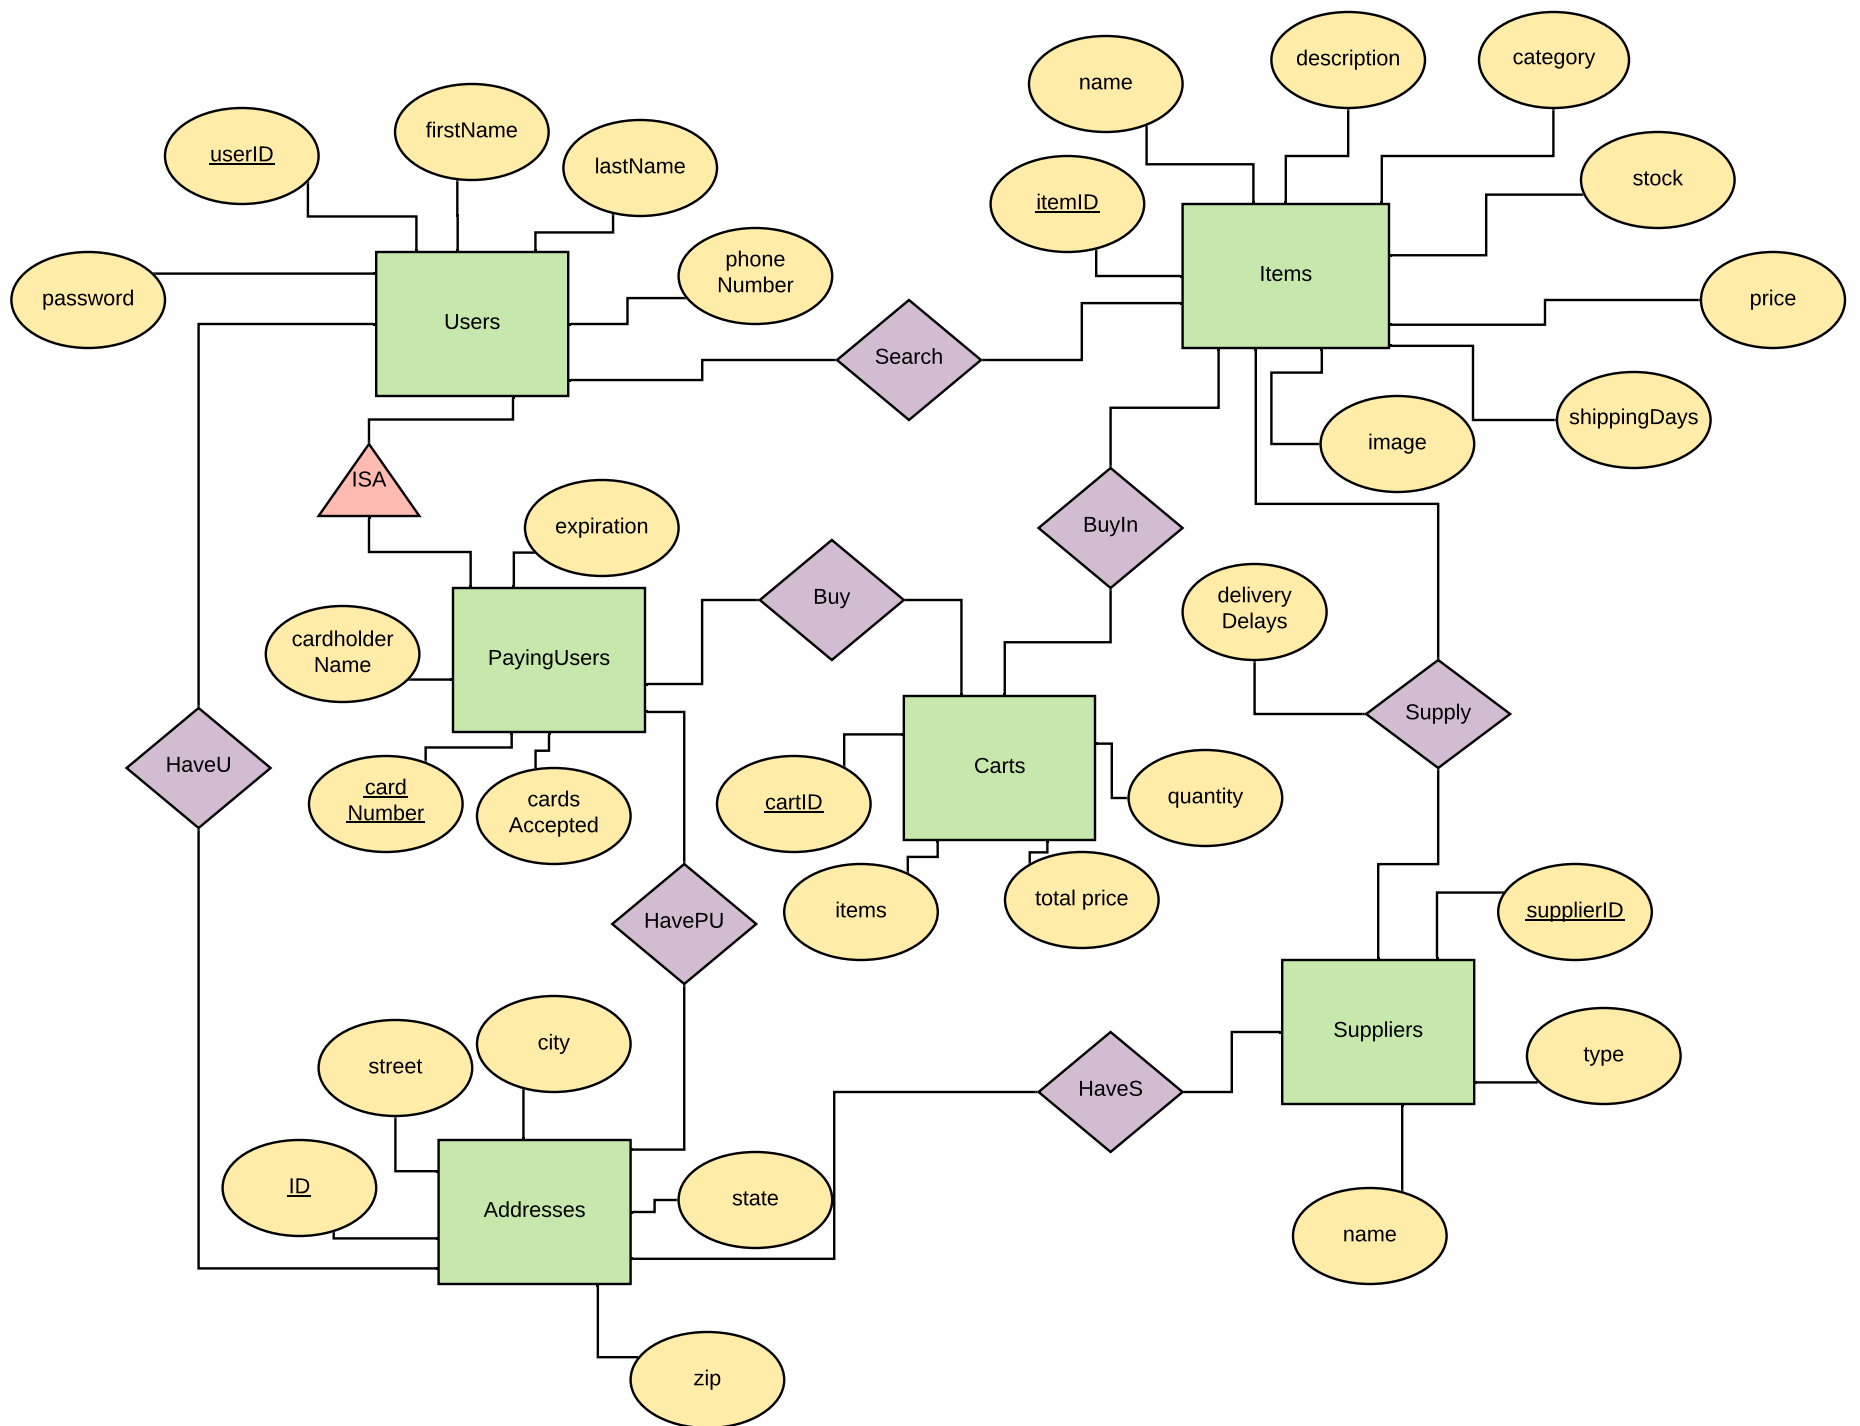 description
category
name
firstName
userID
lastName
stock
itemID
phone
Number
Items
password
price
Users
Search
shippingDays
image
ISA
expiration
BuyIn
Buy
delivery
Delays
cardholder
Name
PayingUsers
Supply
HaveU
Carts
card
Number
cards
Accepted
cartID
quantity
items
total price
supplierID
HavePU
Suppliers
city
type
street
HaveS
ID
state
Addresses
name
zip